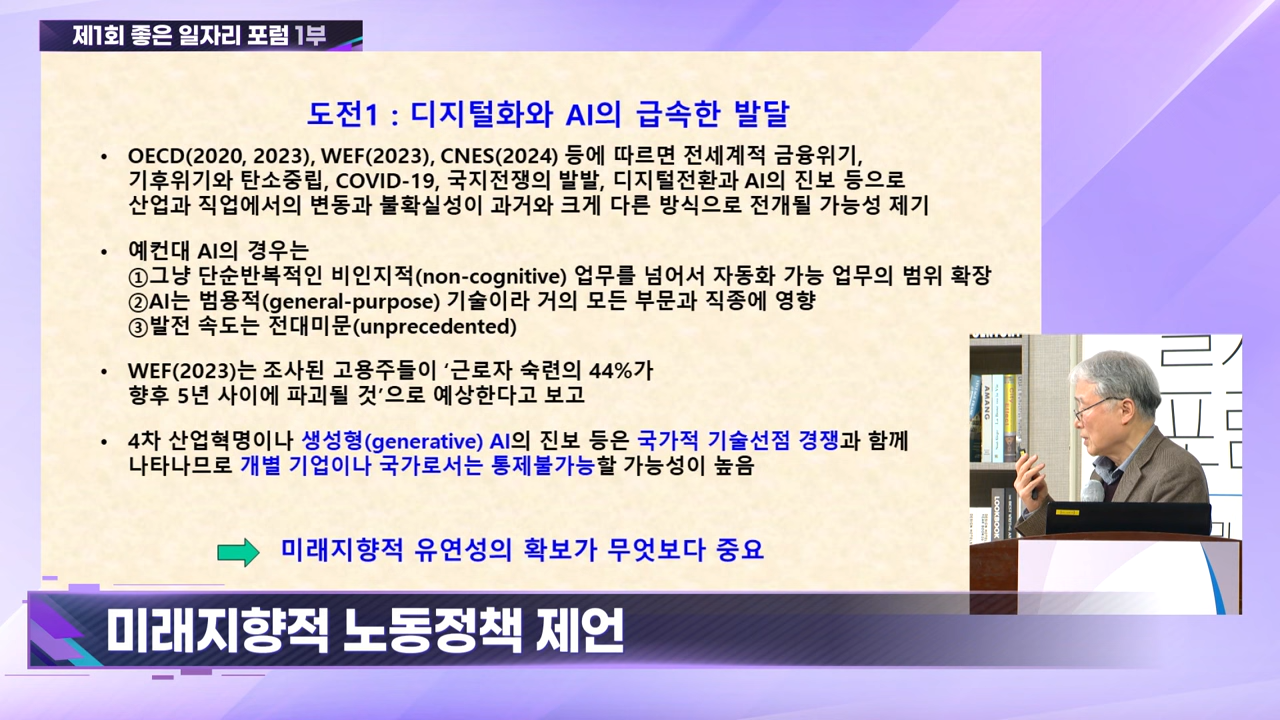 제1회 좋은 일자리 포럼 1부
도전1 : 디지털화와 AI의 급속한 발달
• OECD(2020, 2023), WEF(2023), CNES(2024) 등에 따르면 전세계적 금융위기,
기후위기와 탄소중립, COVID-19, 국지전쟁의 발발, 디지털전환과 AI의 진보 등으로
산업과 직업에서의 변동과 불확실성이 과거와 크게 다른 방식으로 전개될 가능성 제기
• 예컨대 AI의 경우는
①그냥 단순반복적인 비인지적(non-cognitive) 업무를 넘어서 자동화 가능 업무의 범위 확장
②AI는 범용적(general-purpose) 기술이라 거의 모든 부문과 직종에 영향
③발전 속도는 전대미문(unprecedented)
• WEF(2023)는 조사된 고용주들이 ‘근로자 숙련의 44%가
향후 5년 사이에 파괴될 것’으로 예상한다고 보고
• 4차 산업혁명이나 생성형(generative) AI의 진보 등은 국가적 기술선점 경쟁과 함께
나타나므로 개별 기업이나 국가로서는 통제불가능할 가능성이 높음
미래지향적 유연성의 확보가 무엇보다 중요
AMANG
LOOKBOOK
미래지향적 노동정책 제언